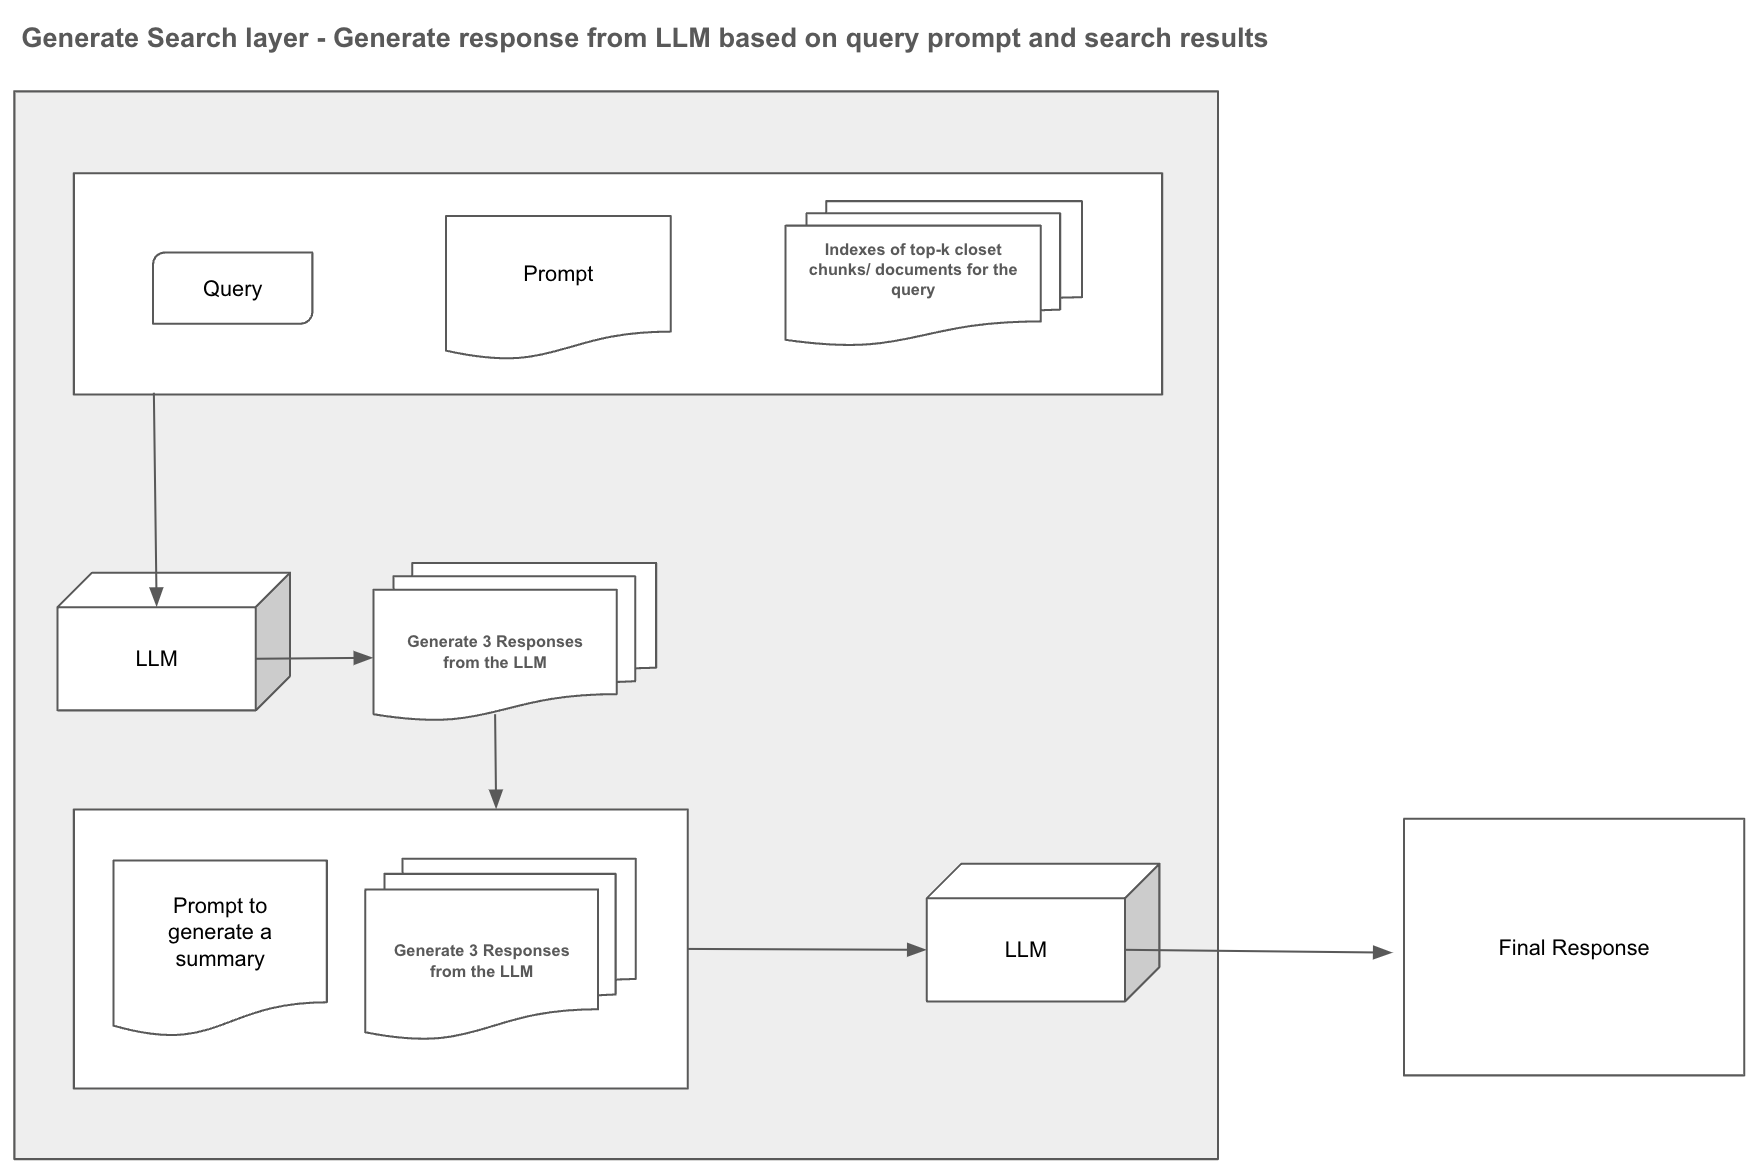 Generate Search layer - Generate response from LLM based on query prompt and search results
Query
Prompt
Indexes of top-k closet
chunks/ documents for the
query
LLM
Generate 3 Responses
from the LLM
Prompt to
generate a
summary
Generate 3 Responses
from the LLM
LLM
Final Response